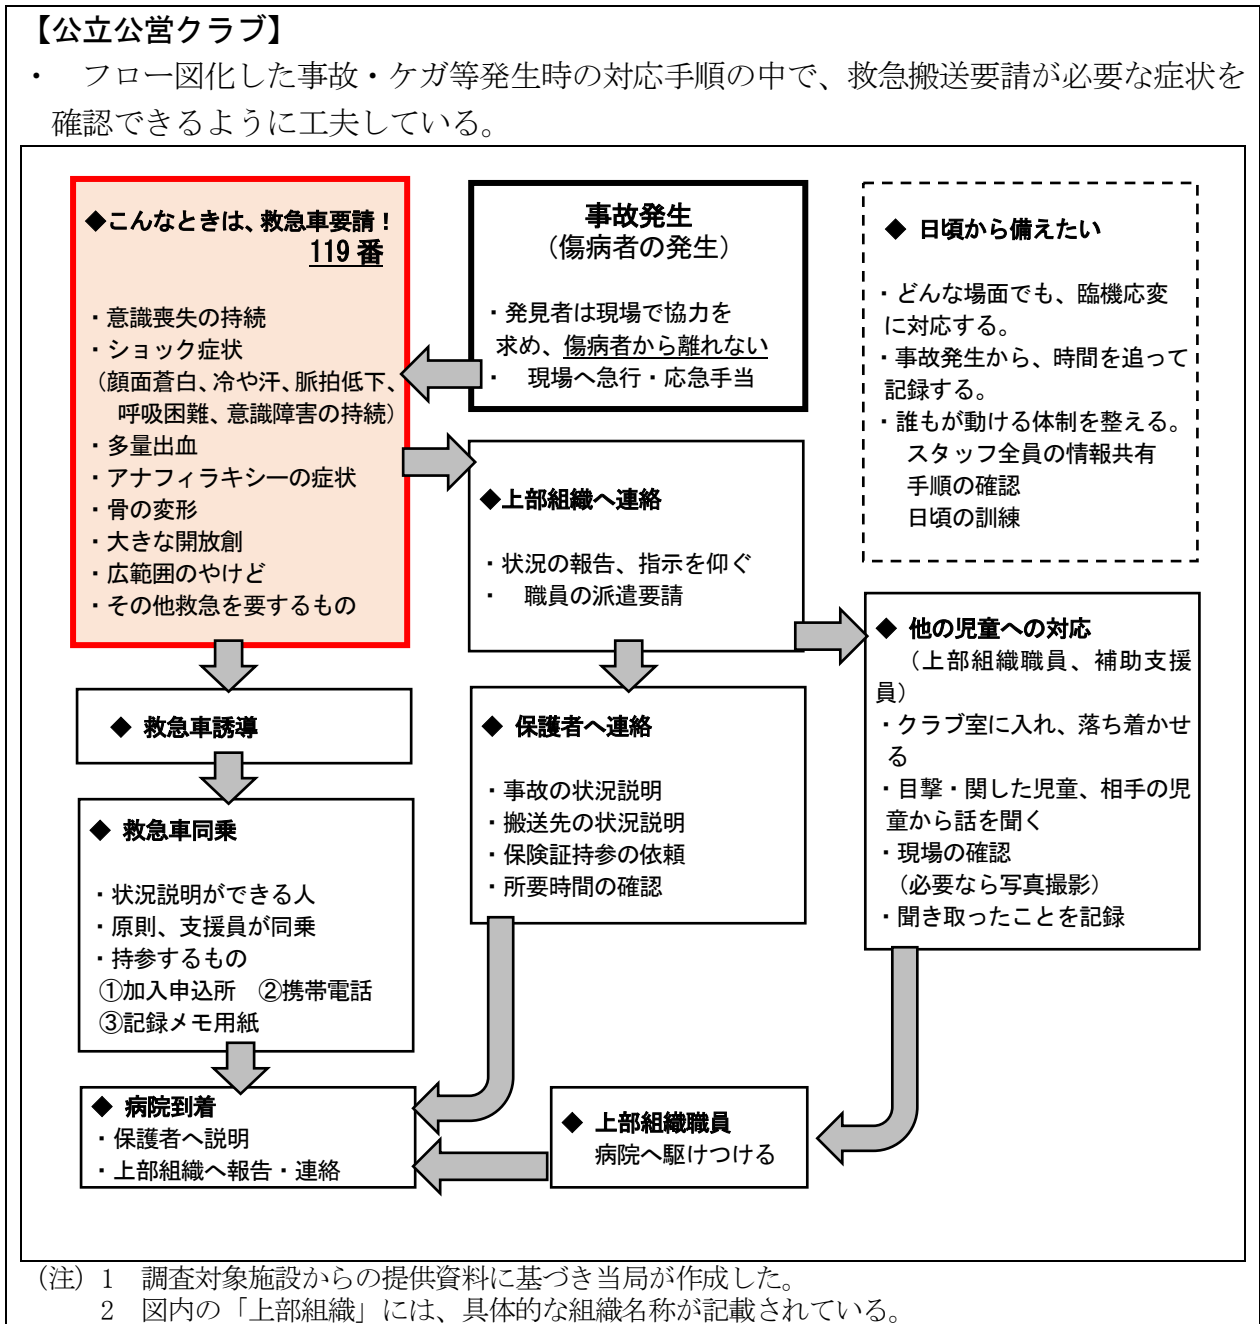 【公立公営クラブ】
・　フロー図化した事故・ケガ等発生時の対応手順の中で、救急搬送要請が必要な症状を
確認できるように工夫している。
◆こんなときは、救急車要請！
119 番
・意識喪失の持続
・ショック症状
（顔面蒼白、冷や汗、脈拍低下、
呼吸困難、意識障害の持続）
・多量出血
・アナフィラキシーの症状
・骨の変形
・大きな開放創
・広範囲のやけど
・その他救急を要するもの
事故発生
（傷病者の発生）
・発見者は現場で協力を
求め、傷病者から離れない
・　現場へ急行・応急手当
◆ 日頃から備えたい
・どんな場面でも、臨機応変
に対応する。
・事故発生から、時間を追って
記録する。
・誰もが動ける体制を整える。
スタッフ全員の情報共有
手順の確認
日頃の訓練
◆上部組織へ連絡
・状況の報告、指示を仰ぐ
・　職員の派遣要請
◆ 他の児童への対応
（上部組織職員、補助支援
員）
・クラブ室に入れ、落ち着かせ
る
・目撃・関した児童、相手の児
童から話を聞く
・現場の確認
（必要なら写真撮影）
・聞き取ったことを記録
◆ 救急車誘導
◆ 保護者へ連絡
・事故の状況説明
・搬送先の状況説明
・保険証持参の依頼
・所要時間の確認
◆ 救急車同乗
・状況説明ができる人
・原則、支援員が同乗
・持参するもの
①加入申込所　②携帯電話
③記録メモ用紙
◆ 病院到着
・保護者へ説明
・上部組織へ報告・連絡
◆ 上部組織職員
病院へ駆けつける
（注）1　調査対象施設からの提供資料に基づき当局が作成した。
2　図内の「上部組織」には、具体的な組織名称が記載されている。